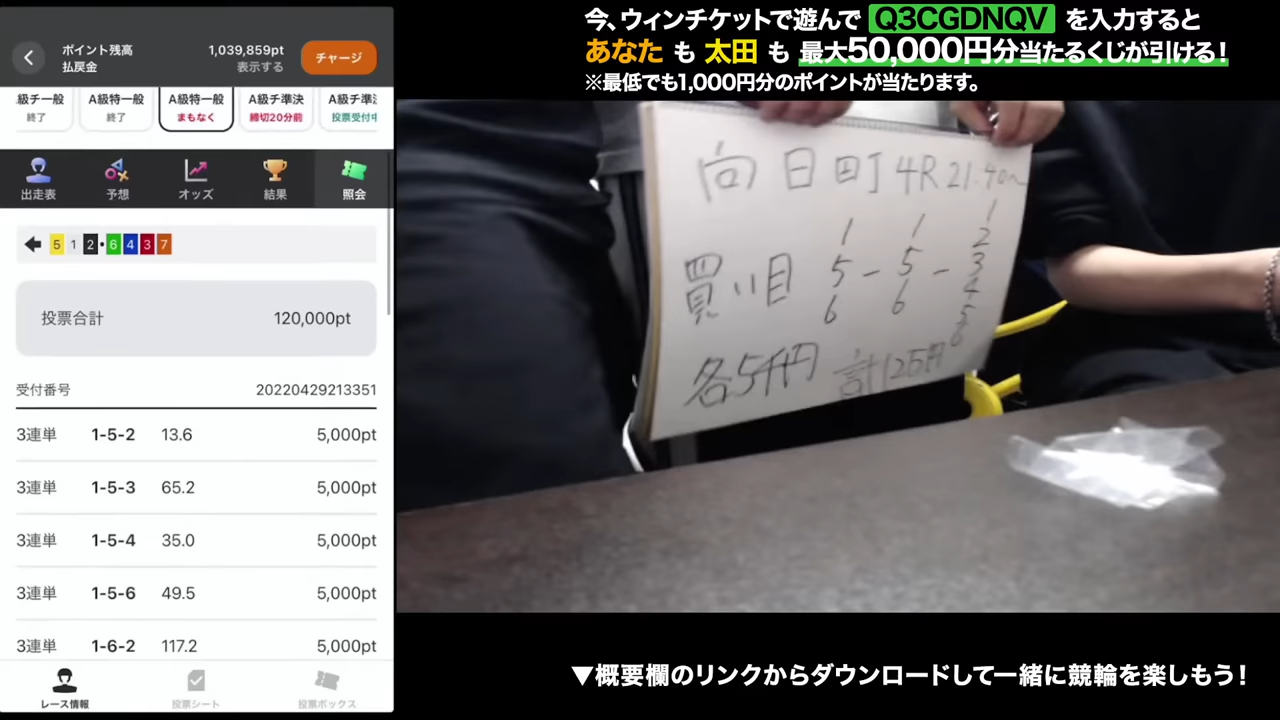 今、ウィンチケットで遊んで Q3CGDNQV を入力すると
あなた も 太田 も 最大50,000円分当たるくじが引ける!
※最低でも1,000円分のポイントが当たります。
ポイント残高 1,039,859pt
払戻金 表示する
チャージ
級チ一般 A級特一般 A級特一般 A級チ準決 A級チ準決
終了 終了 まもなく 締切20分前 投票受付中
出走表 予想 オッズ 結果 照会
5 1 2 • 6 4 3 7
投票合計 120,000pt
受付番号 20220429213351
3連単 1-5-2 13.6 5,000pt
3連単 1-5-3 65.2 5,000pt
3連単 1-5-4 35.0 5,000pt
3連単 1-5-6 49.5 5,000pt
3連単 1-6-2 117.2 5,000pt
レース情報 投票シート 投票ボックス
向日町 4R 21:40
1 1 1
2
買い目 5 - 5 - 3
4
6 6 5
6
各5千円 計12万円
▼概要欄のリンクからダウンロードして一緒に競輪を楽しもう!